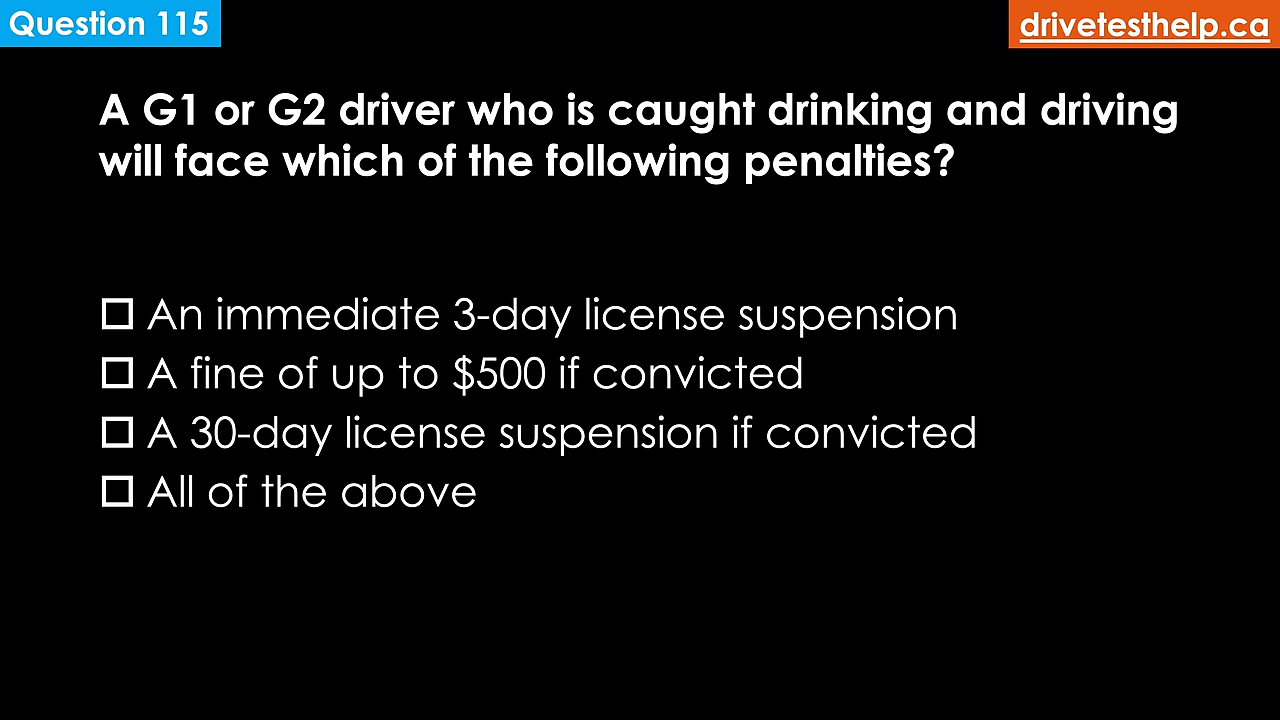 Question 115
drivetesthelp.ca
A G1 or G2 driver who is caught drinking and driving
will face which of the following penalties?
☐ An immediate 3-day license suspension
☐ A fine of up to $500 if convicted
☐ A 30-day license suspension if convicted
☐ All of the above